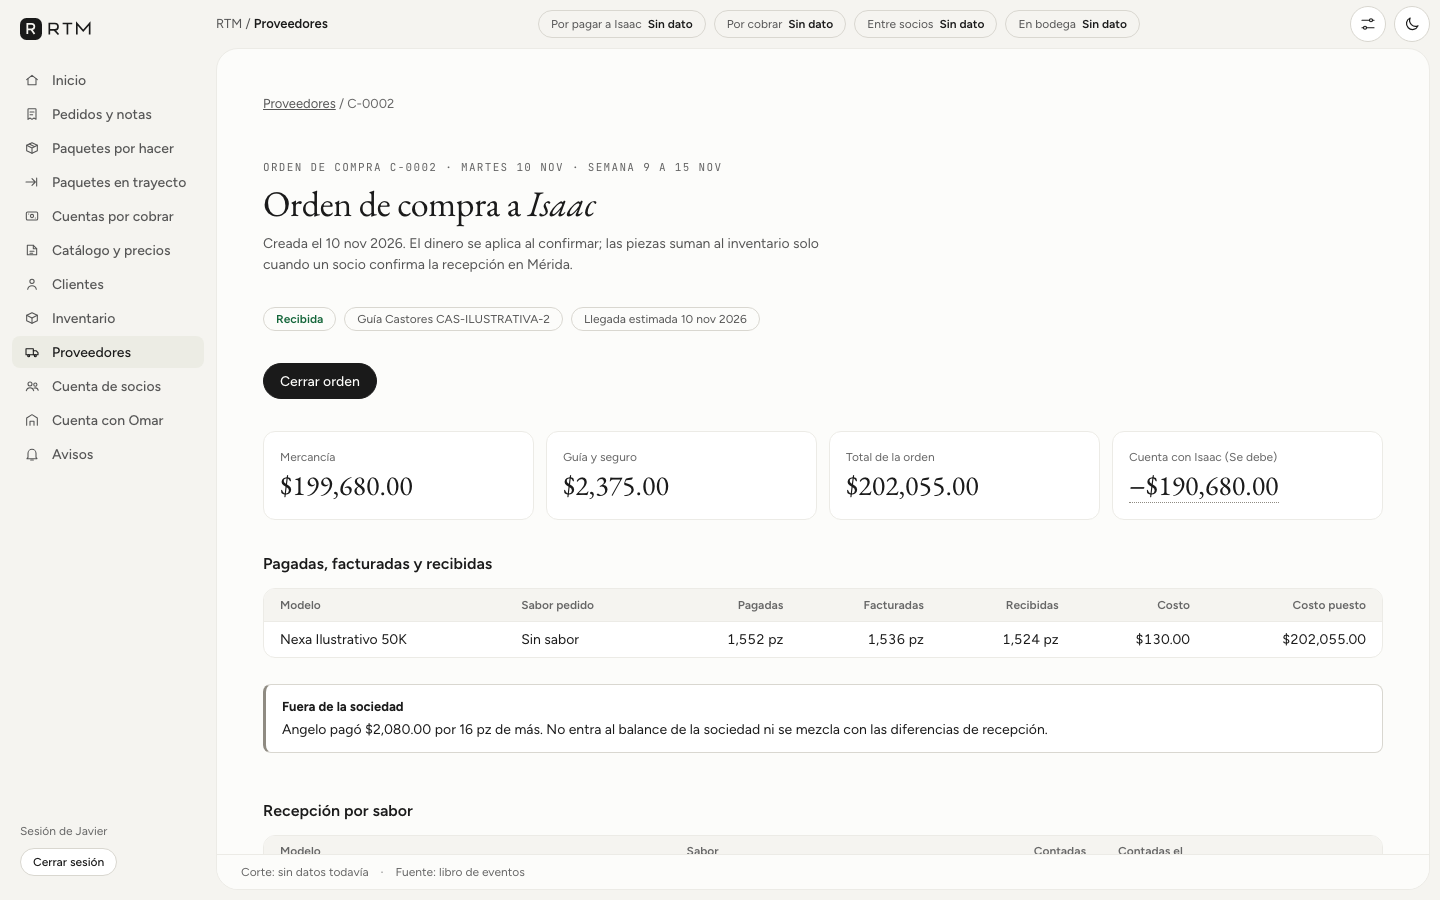 R RTM
RTM / Proveedores
Por pagar a Isaac Sin dato
Por cobrar Sin dato
Entre socios Sin dato
En bodega Sin dato
Inicio
Pedidos y notas
Paquetes por hacer
Paquetes en trayecto
Cuentas por cobrar
Catálogo y precios
Clientes
Inventario
Proveedores
Cuenta de socios
Cuenta con Omar
Avisos
Sesión de Javier
Cerrar sesión
Proveedores / C-0002
ORDEN DE COMPRA C-0002 · MARTES 10 NOV · SEMANA 9 A 15 NOV
Orden de compra a Isaac
Creada el 10 nov 2026. El dinero se aplica al confirmar; las piezas suman al inventario solo
cuando un socio confirma la recepción en Mérida.
Recibida
Guía Castores CAS-ILUSTRATIVA-2
Llegada estimada 10 nov 2026
Cerrar orden
Mercancía
$199,680.00
Guía y seguro
$2,375.00
Total de la orden
$202,055.00
Cuenta con Isaac (Se debe)
−$190,680.00
Pagadas, facturadas y recibidas
Modelo Sabor pedido Pagadas Facturadas Recibidas Costo Costo puesto
Nexa Ilustrativo 50K Sin sabor 1,552 pz 1,536 pz 1,524 pz $130.00 $202,055.00
Fuera de la sociedad
Angelo pagó $2,080.00 por 16 pz de más. No entra al balance de la sociedad ni se mezcla con las diferencias de recepción.
Recepción por sabor
Modelo Sabor Contadas Contadas el
Corte: sin datos todavía · Fuente: libro de eventos